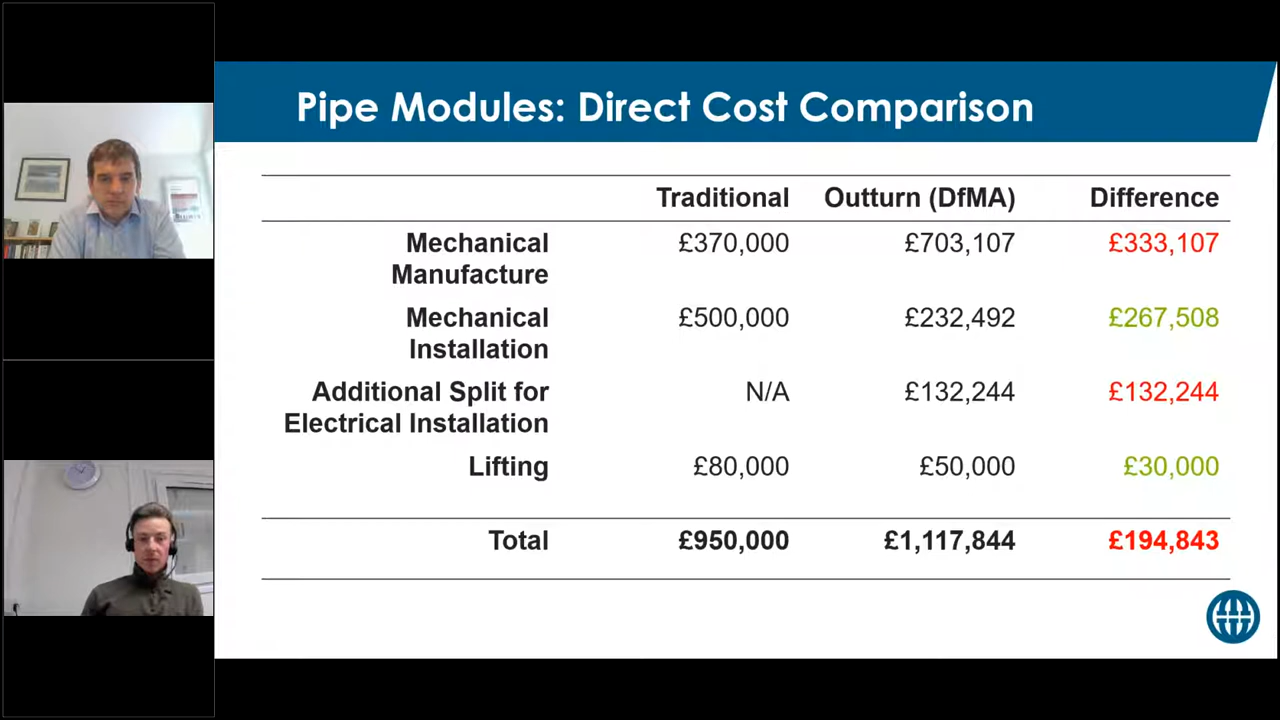 Pipe Modules: Direct Cost Comparison
Traditional Outturn (DfMA) Difference
Mechanical Manufacture £370,000 £703,107 £333,107
Mechanical Installation £500,000 £232,492 £267,508
Additional Split for Electrical Installation N/A £132,244 £132,244
Lifting £80,000 £50,000 £30,000
Total £950,000 £1,117,844 £194,843